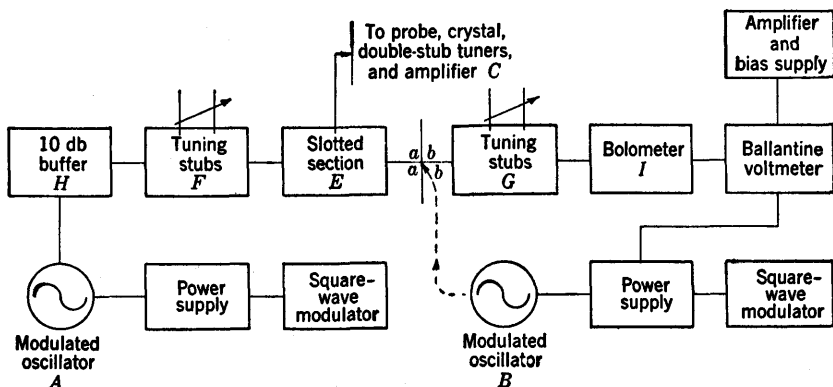 To probe, crystal,
double-stub tuners,
and amplifier C
Amplifier
and
bias supply
10 db
buffer
H
Tuning
stubs
F
Slotted
section
E
a b
a b
Tuning
stubs
G
Bolometer
I
Ballantine
voltmeter
Power
supply
Square-
wave
modulator
Modulated
oscillator
A
Power
supply
Square-
wave
modulator
Modulated
oscillator
B